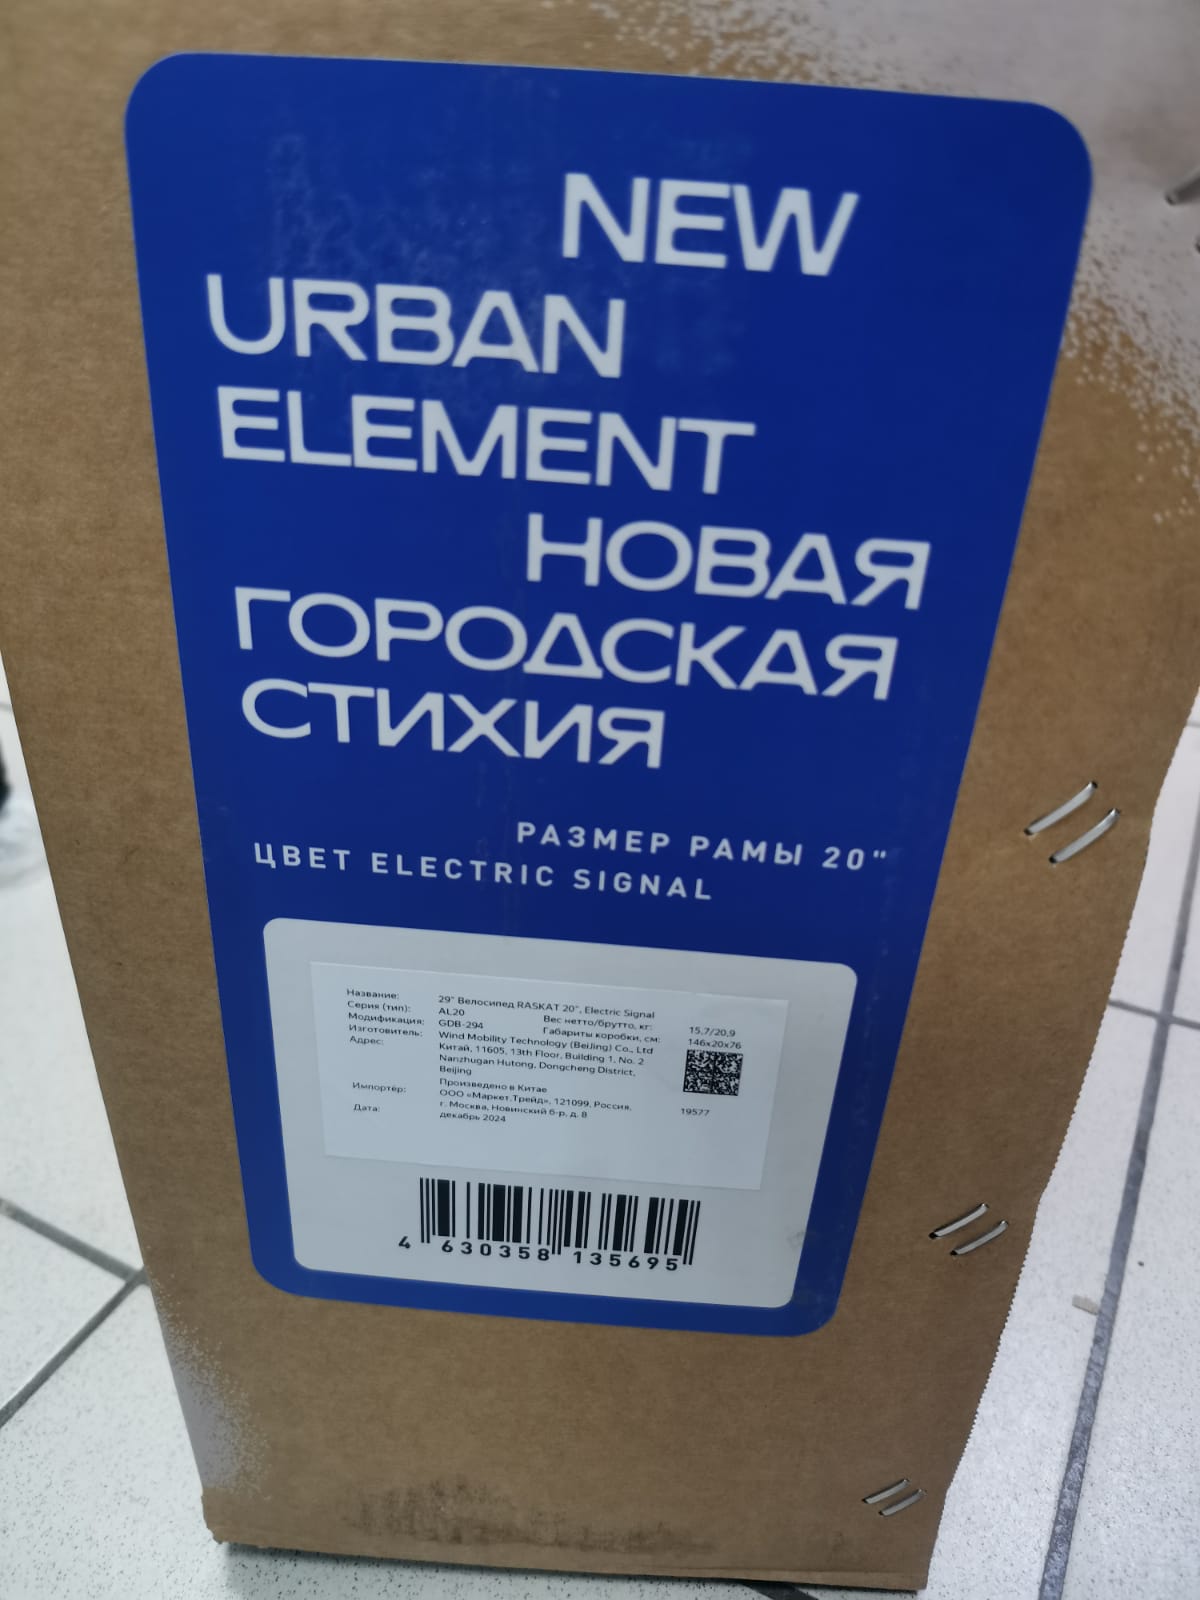 NEW
URBAN
ELEMENT
НОВАЯ
ГОРОДСКАЯ
СТИХИЯ
РАЗМЕР РАМЫ 20"
ЦВЕТ ELECTRIC SIGNAL
Название: 29" Велосипед RASKAT 20", Electric Signal
Серия (тип): AL20 Вес нетто/брутто, кг: 15,7/20,9
Модификация: GDB-294 Габариты коробки, см: 146x20x76
Изготовитель: Wind Mobility Technology (BeiJing) Co., Ltd
Адрес: Китай, 11605, 13th Floor, Building 1, No. 2
Nanzhugan Hutong, Dongcheng District,
Beijing
Произведено в Китае
Импортёр: ООО «Маркет.Трейд», 121099, Россия,
г. Москва, Новинский б-р, д. 8
Дата: декабрь 2024
19577
4 630358 135695